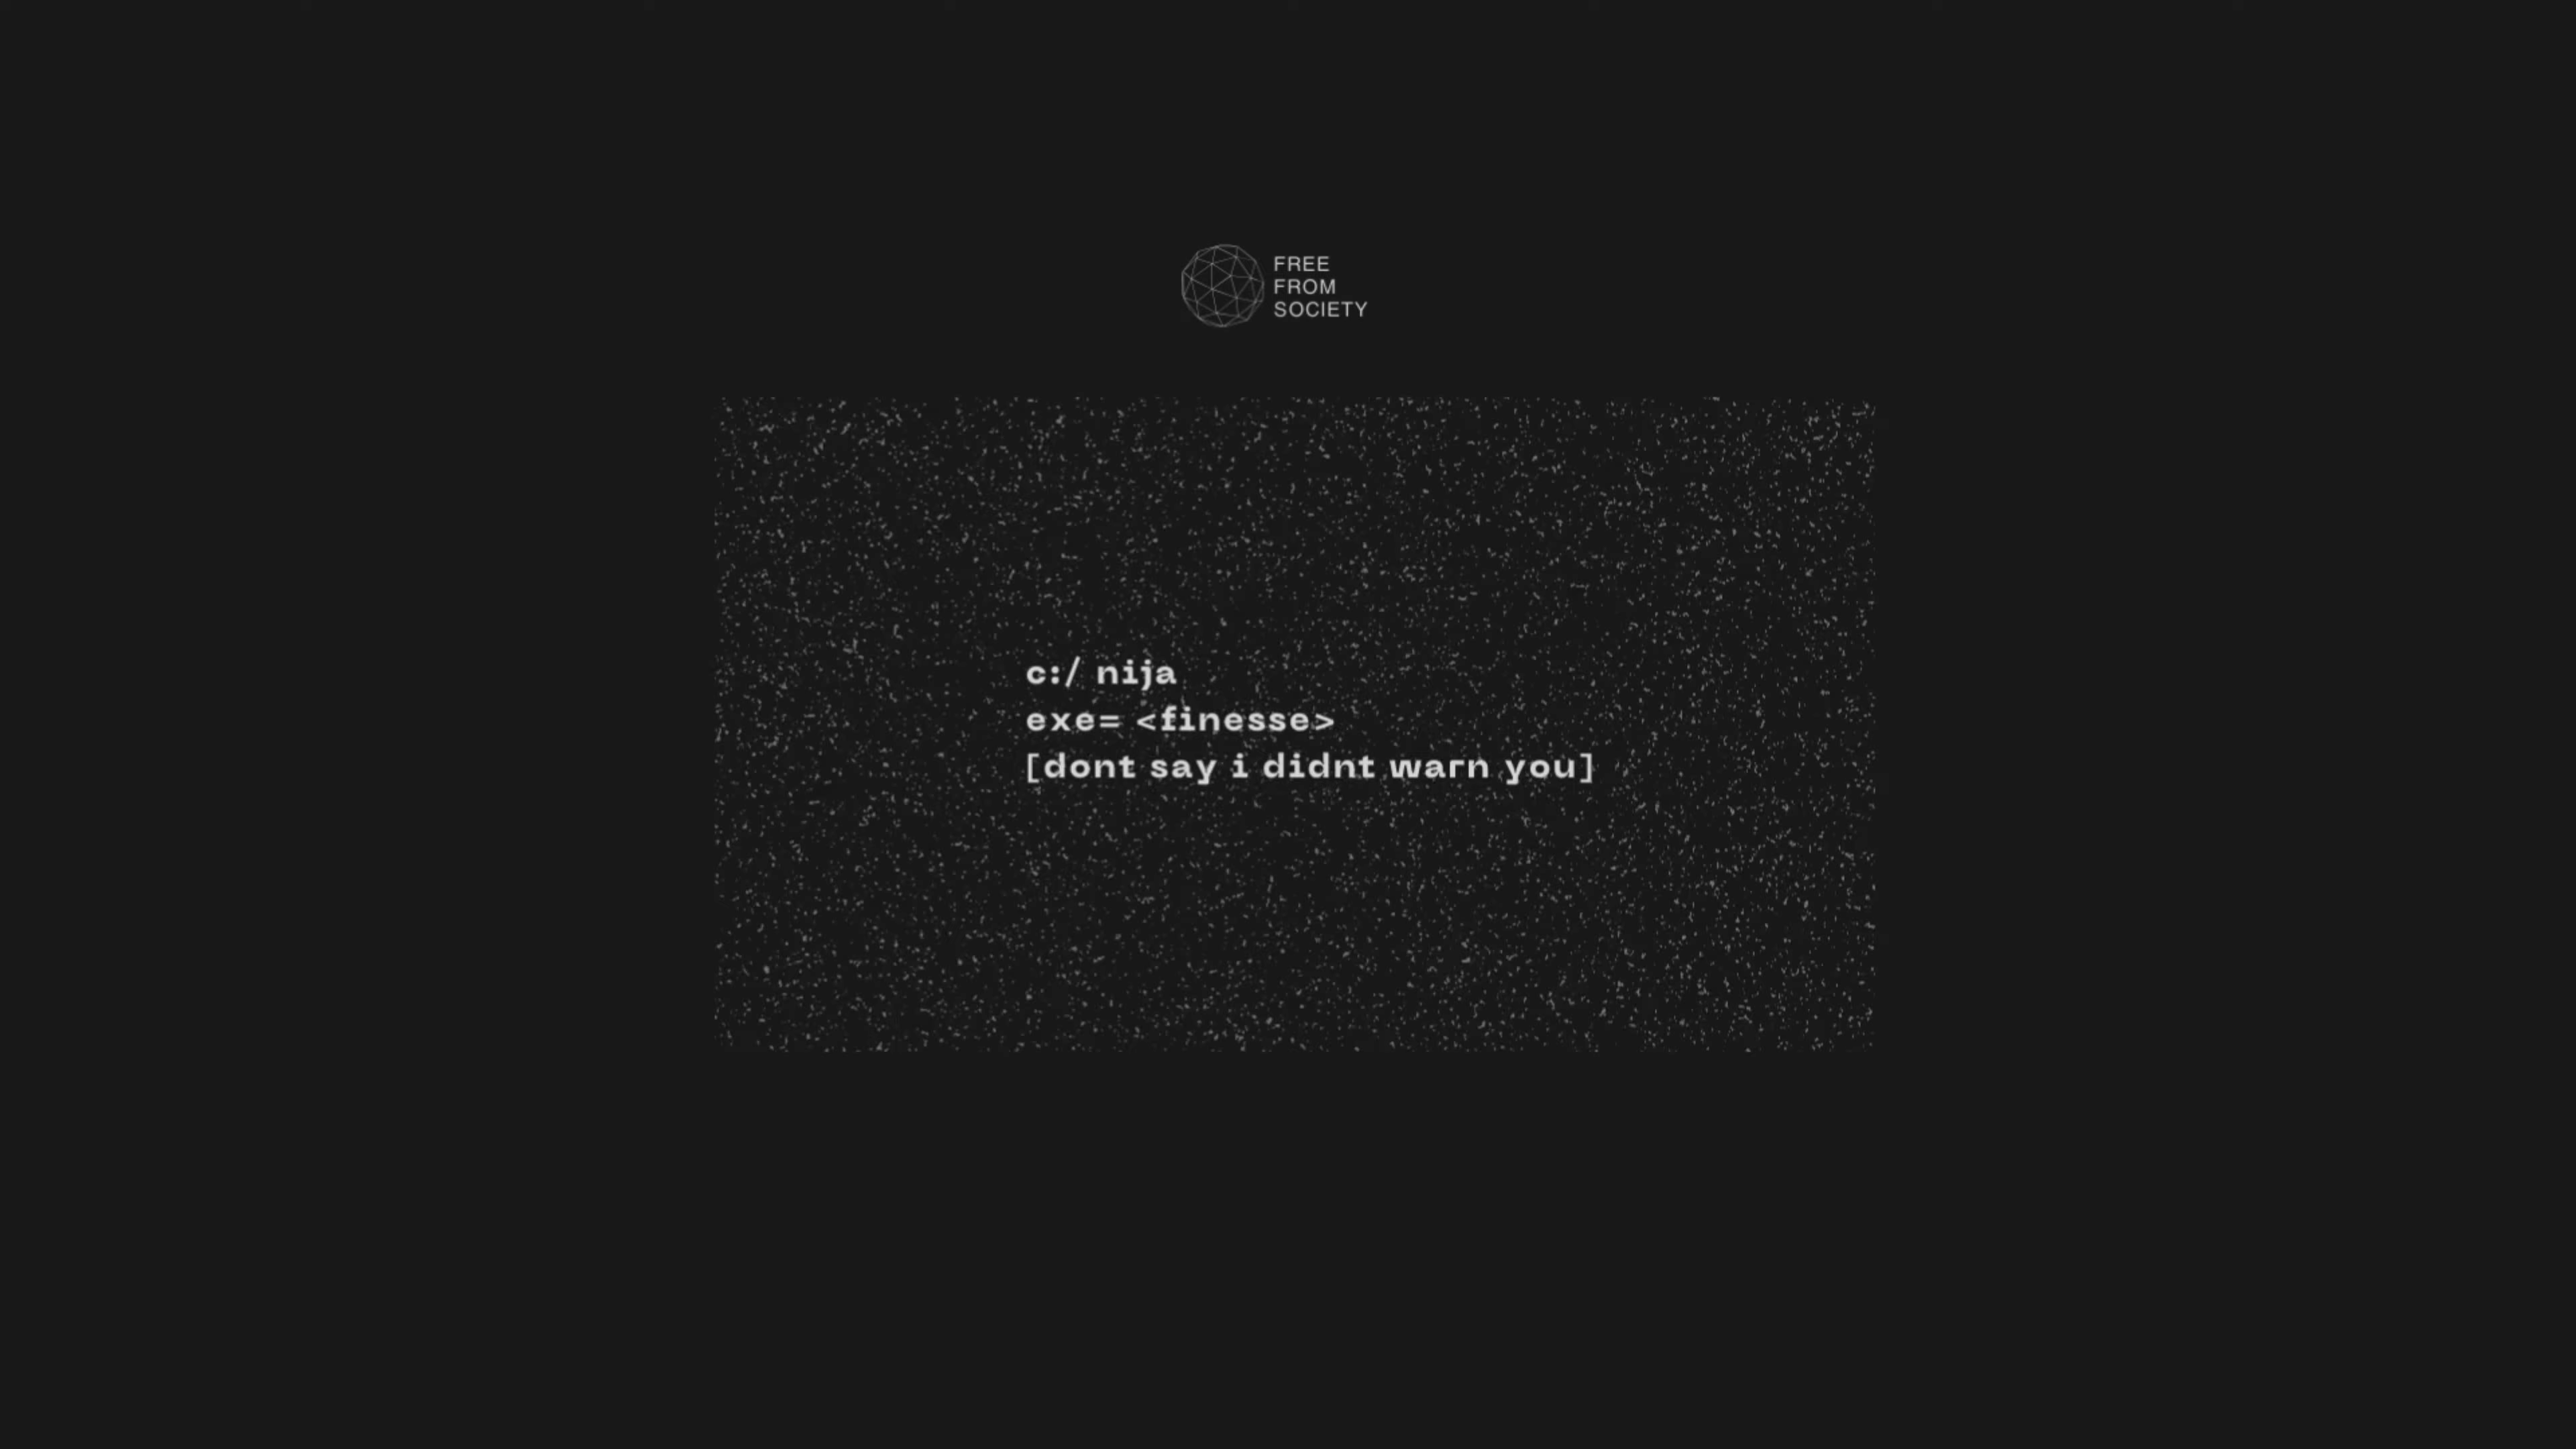 FREE
FROM
SOCIETY
c:/ nija
exe= <finesse>
[dont say i didnt warn you]